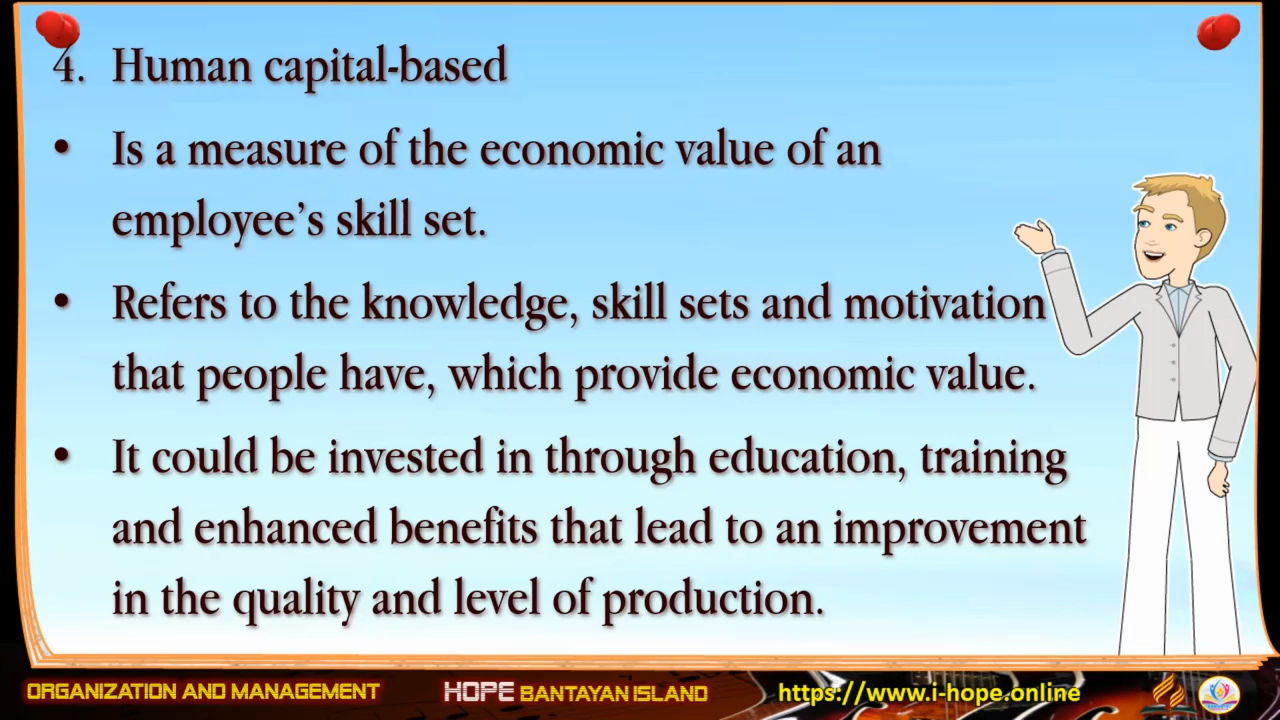 4. Human capital-based
• Is a measure of the economic value of an
employee’s skill set.
• Refers to the knowledge, skill sets and motivation
that people have, which provide economic value.
• It could be invested in through education, training
and enhanced benefits that lead to an improvement
in the quality and level of production.
ORGANIZATION AND MANAGEMENT HOPE BANTAYAN ISLAND https://www.i-hope.online